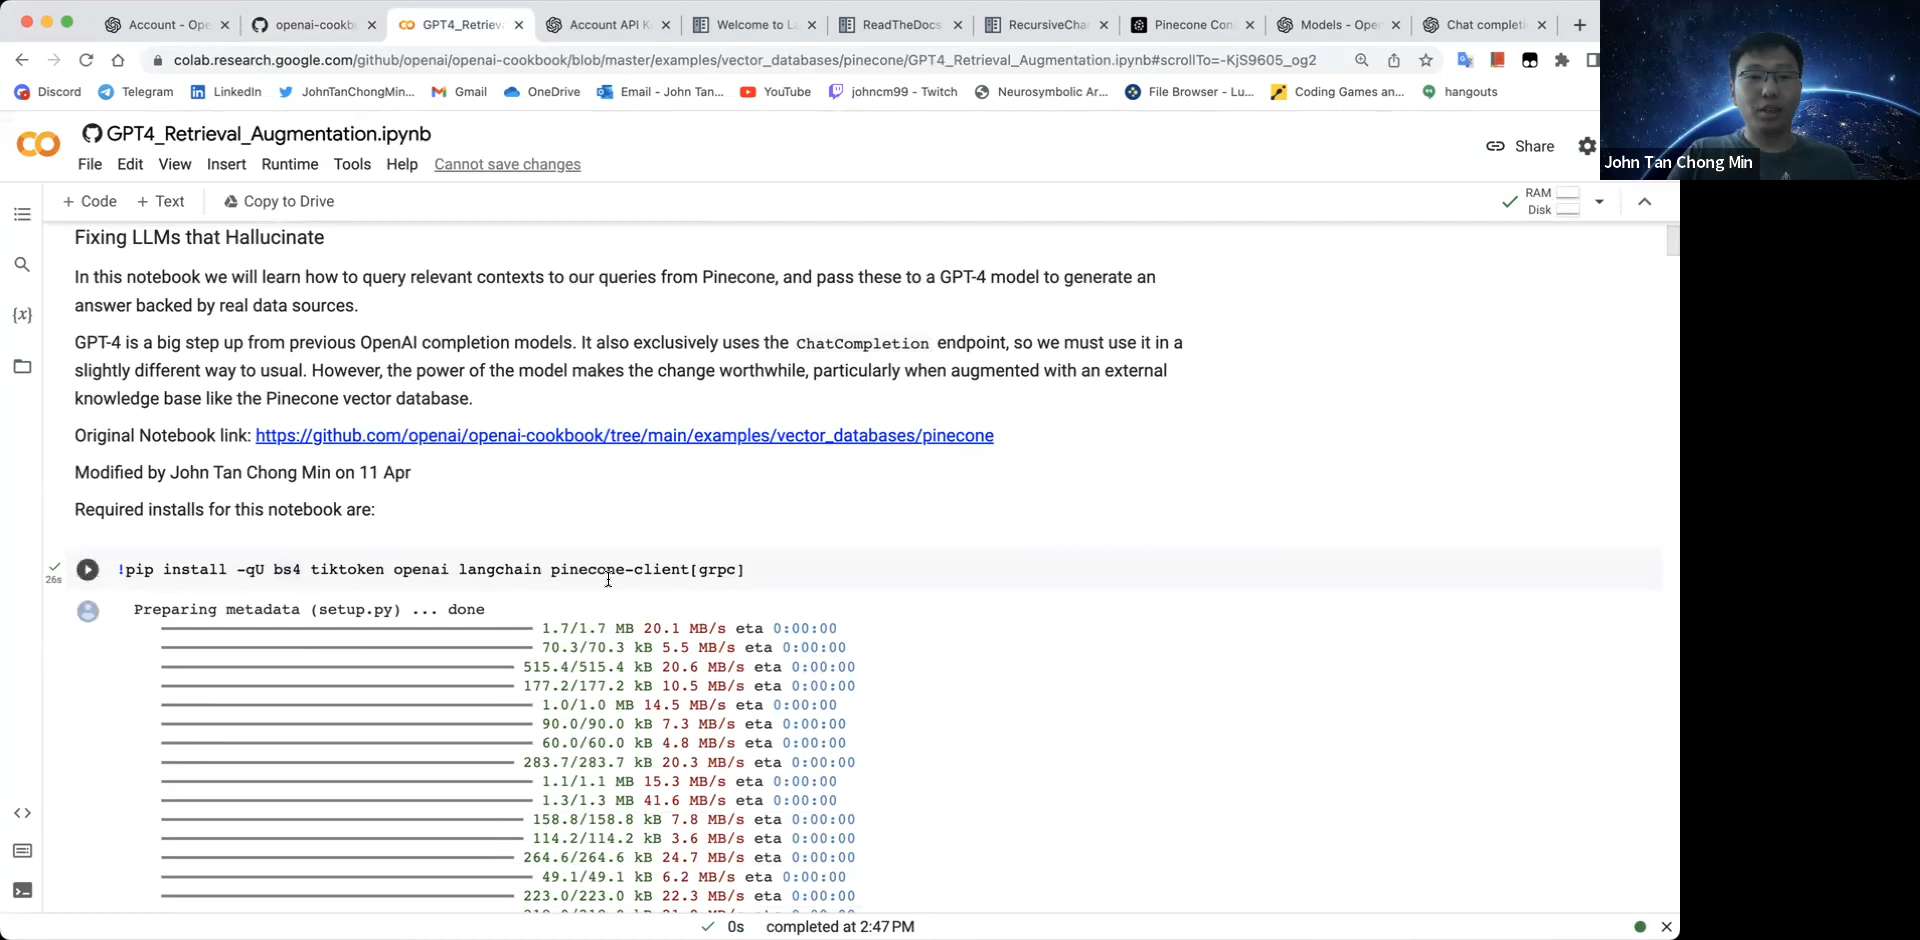 Account - Ope
openai-cookb
GPT4_Retriev
Account API K
Welcome to La
ReadTheDocs
RecursiveChar
Pinecone Con
Models - Open
Chat completi
colab.research.google.com/github/openai/openai-cookbook/blob/master/examples/vector_databases/pinecone/GPT4_Retrieval_Augmentation.ipynb#scrollTo=-KjS9605_og2
Discord
Telegram
LinkedIn
JohnTanChongMin...
Gmail
OneDrive
Email - John Tan...
YouTube
johncm99 - Twitch
Neurosymbolic Ar...
File Browser - Lu...
Coding Games an...
hangouts
John Tan Chong Min
GPT4_Retrieval_Augmentation.ipynb
Share
File Edit View Insert Runtime Tools Help Cannot save changes
+ Code + Text Copy to Drive
RAM
Disk
Fixing LLMs that Hallucinate
In this notebook we will learn how to query relevant contexts to our queries from Pinecone, and pass these to a GPT-4 model to generate an
answer backed by real data sources.
GPT-4 is a big step up from previous OpenAI completion models. It also exclusively uses the ChatCompletion endpoint, so we must use it in a
slightly different way to usual. However, the power of the model makes the change worthwhile, particularly when augmented with an external
knowledge base like the Pinecone vector database.
Original Notebook link: https://github.com/openai/openai-cookbook/tree/main/examples/vector_databases/pinecone
Modified by John Tan Chong Min on 11 Apr
Required installs for this notebook are:
26s
!pip install -qU bs4 tiktoken openai langchain pinecone-client[grpc]
Preparing metadata (setup.py) ... done
1.7/1.7 MB 20.1 MB/s eta 0:00:00
70.3/70.3 kB 5.5 MB/s eta 0:00:00
515.4/515.4 kB 20.6 MB/s eta 0:00:00
177.2/177.2 kB 10.5 MB/s eta 0:00:00
1.0/1.0 MB 14.5 MB/s eta 0:00:00
90.0/90.0 kB 7.3 MB/s eta 0:00:00
60.0/60.0 kB 4.8 MB/s eta 0:00:00
283.7/283.7 kB 20.3 MB/s eta 0:00:00
1.1/1.1 MB 15.3 MB/s eta 0:00:00
1.3/1.3 MB 41.6 MB/s eta 0:00:00
158.8/158.8 kB 7.8 MB/s eta 0:00:00
114.2/114.2 kB 3.6 MB/s eta 0:00:00
264.6/264.6 kB 24.7 MB/s eta 0:00:00
49.1/49.1 kB 6.2 MB/s eta 0:00:00
223.0/223.0 kB 22.3 MB/s eta 0:00:00
0s completed at 2:47 PM